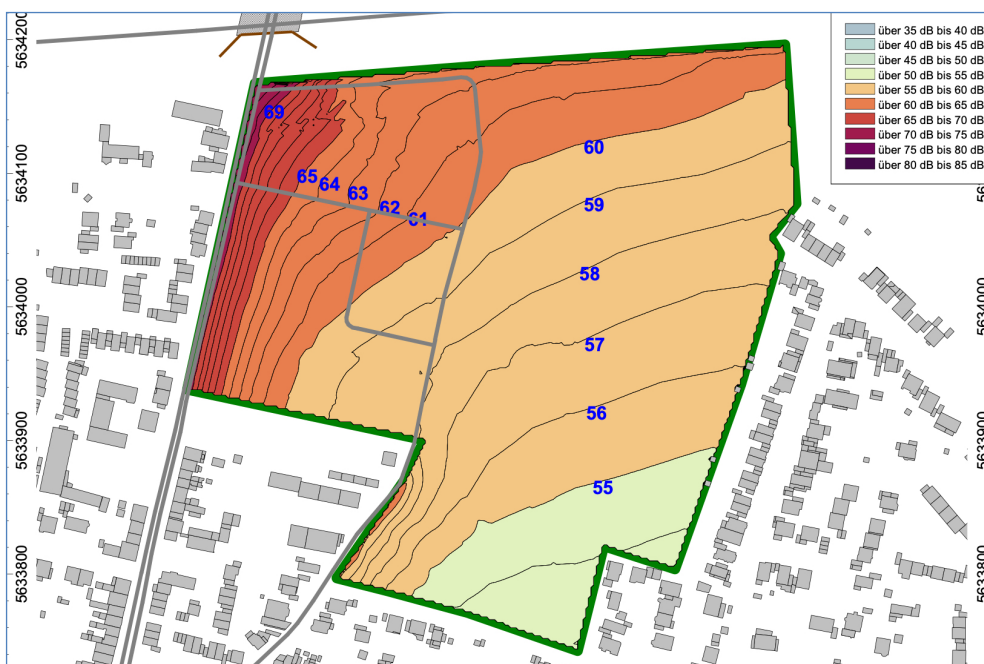 5634200
5634100
5634000
5633900
5633800
über 35 dB bis 40 dB
über 40 dB bis 45 dB
über 45 dB bis 50 dB
über 50 dB bis 55 dB
über 55 dB bis 60 dB
über 60 dB bis 65 dB
über 65 dB bis 70 dB
über 70 dB bis 75 dB
über 75 dB bis 80 dB
über 80 dB bis 85 dB
69
65
64
63
62
61
60
59
58
57
56
55
5634000
5633900
5633800